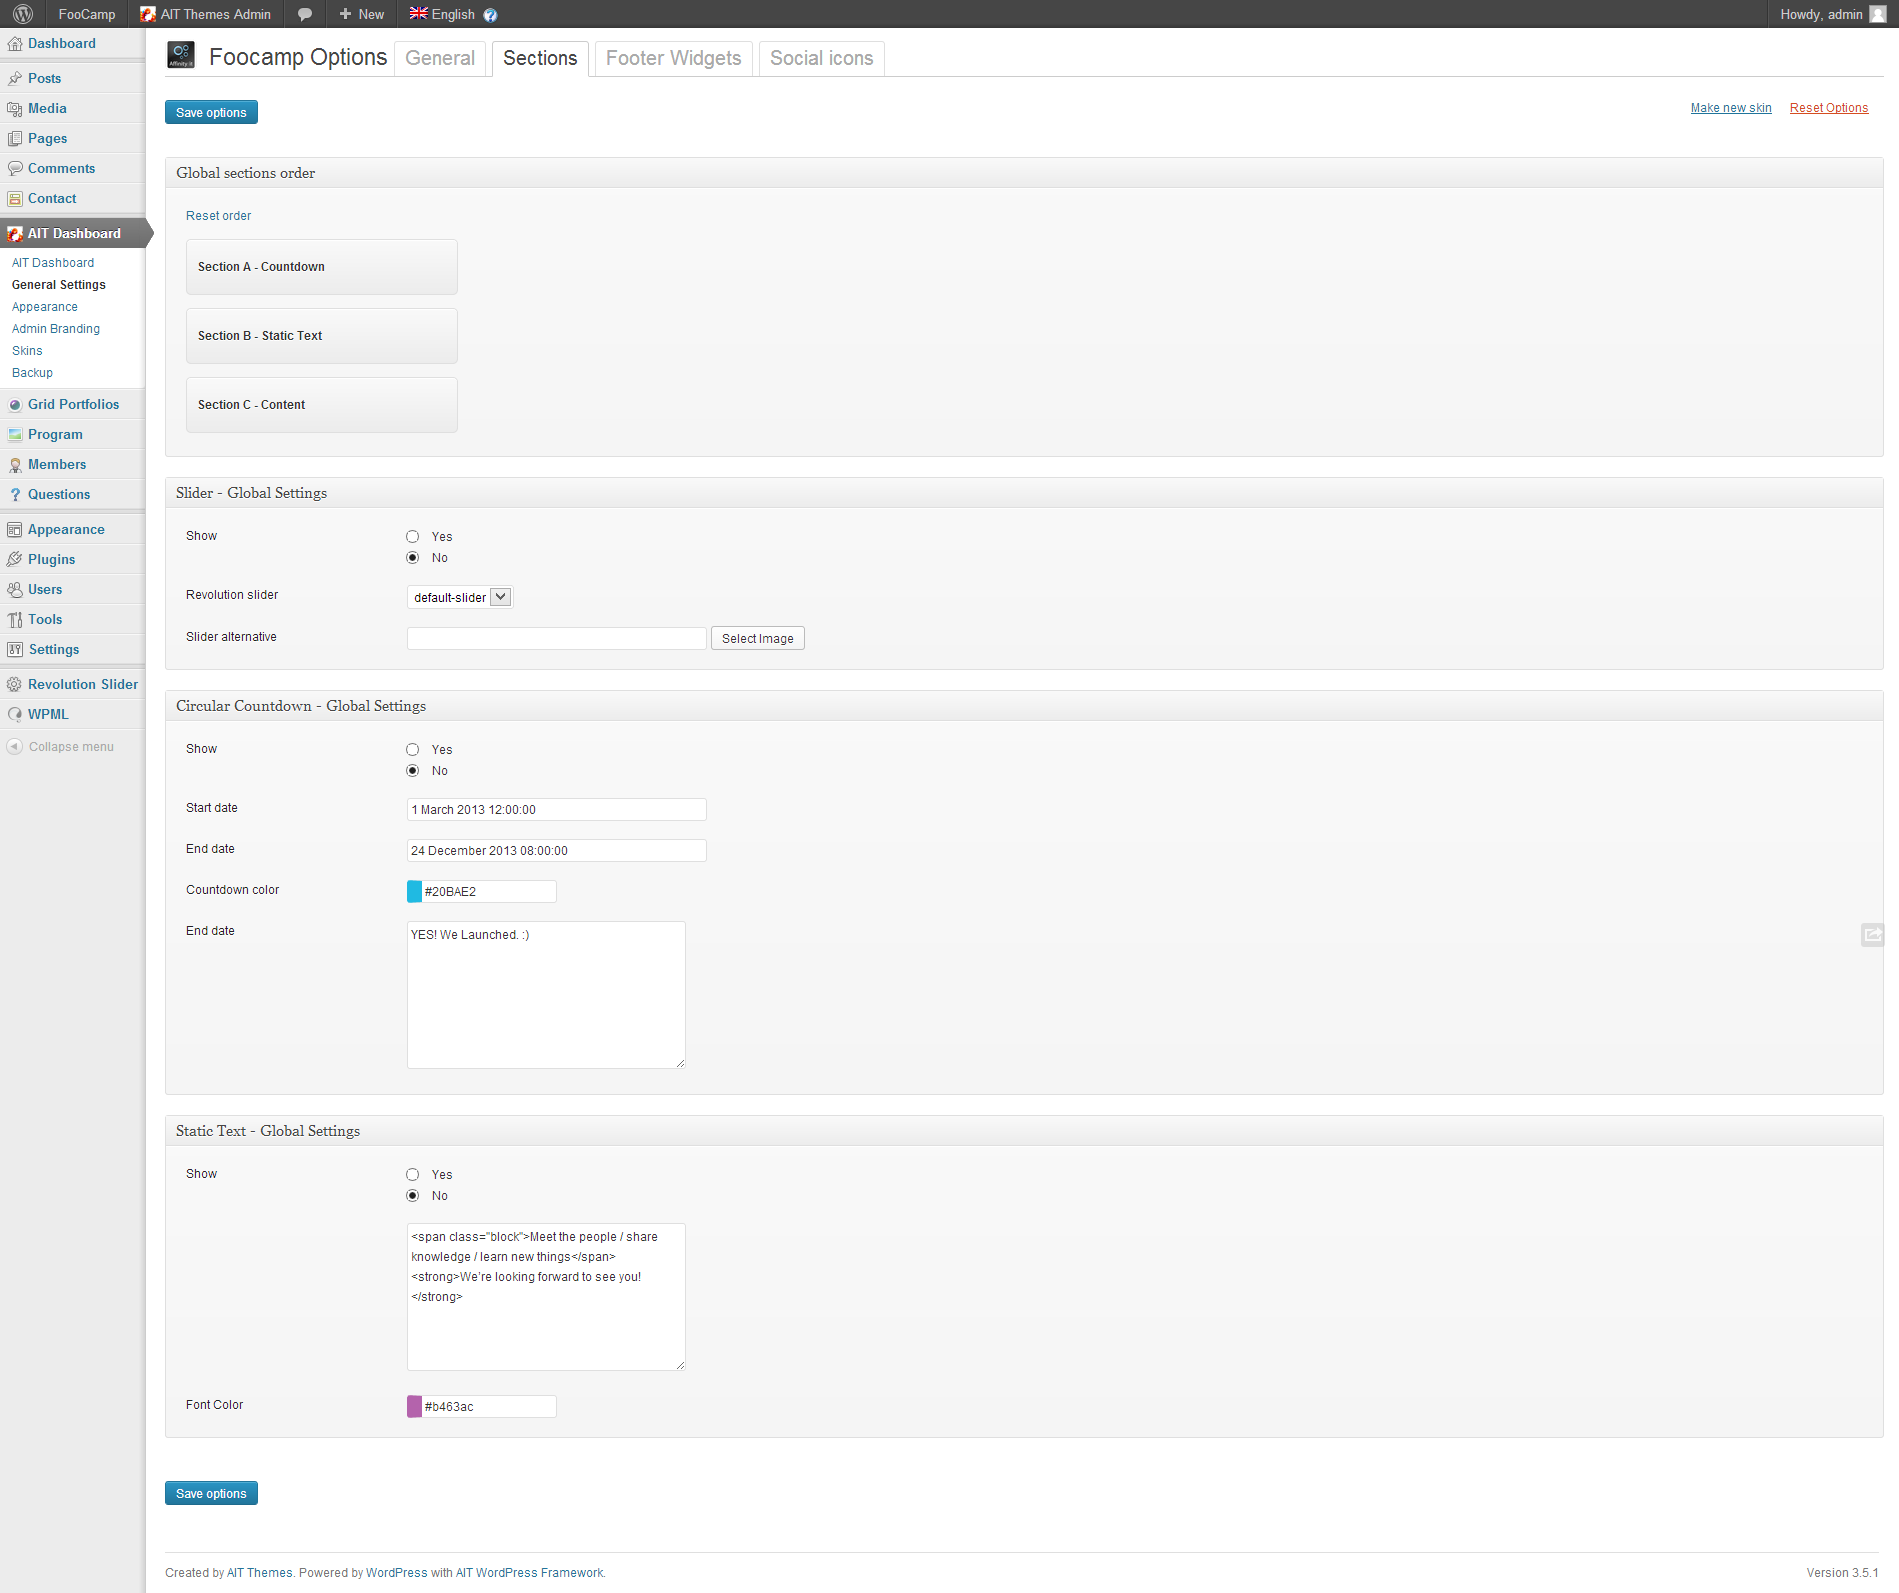 FooCamp
AIT Themes Admin
New
English
Howdy, admin
Dashboard
Posts
Media
Pages
Comments
Contact
AIT Dashboard
AIT Dashboard
General Settings
Appearance
Admin Branding
Skins
Backup
Grid Portfolios
Program
Members
Questions
Appearance
Plugins
Users
Tools
Settings
Revolution Slider
WPML
Collapse menu
Affinity it
Foocamp Options
General
Sections
Footer Widgets
Social icons
Save options
Make new skin
Reset Options
Global sections order
Reset order
Section A - Countdown
Section B - Static Text
Section C - Content
Slider - Global Settings
Show
Yes
No
Revolution slider
default-slider
Slider alternative
Select Image
Circular Countdown - Global Settings
Show
Yes
No
Start date
1 March 2013 12:00:00
End date
24 December 2013 08:00:00
Countdown color
#20BAE2
End date
YES! We Launched. :)
Static Text - Global Settings
Show
Yes
No
<span class="block">Meet the people / share
knowledge / learn new things</span>
<strong>We're looking forward to see you!
</strong>
Font Color
#b463ac
Save options
Created by AIT Themes. Powered by WordPress with AIT WordPress Framework.
Version 3.5.1